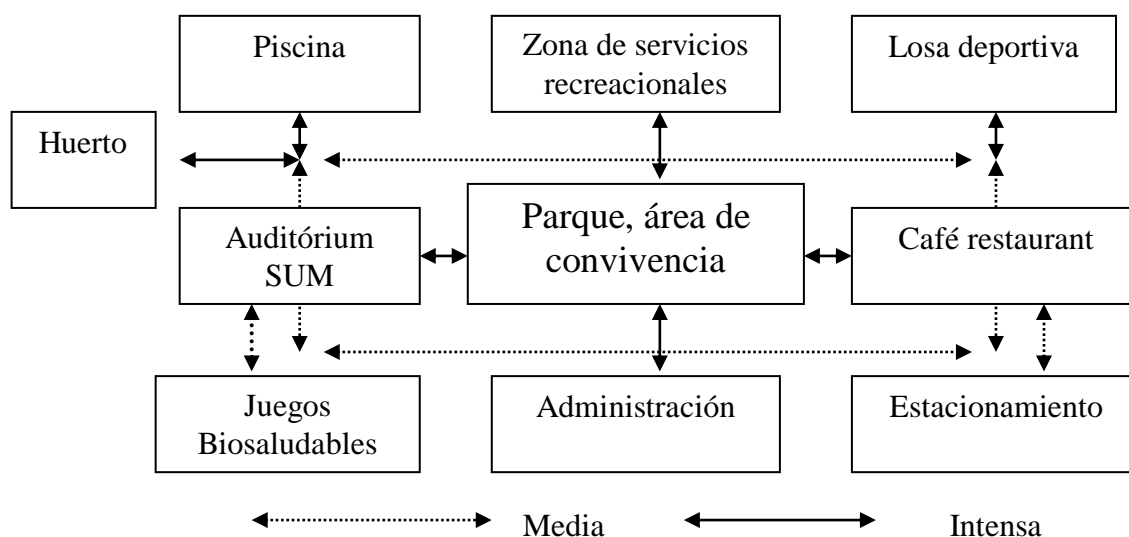 Piscina
Zona de servicios
recreacionales
Losa deportiva
Huerto
Auditórium
SUM
Parque, área de
convivencia
Café restaurant
Juegos
Biosaludables
Administración
Estacionamiento
Media
Intensa